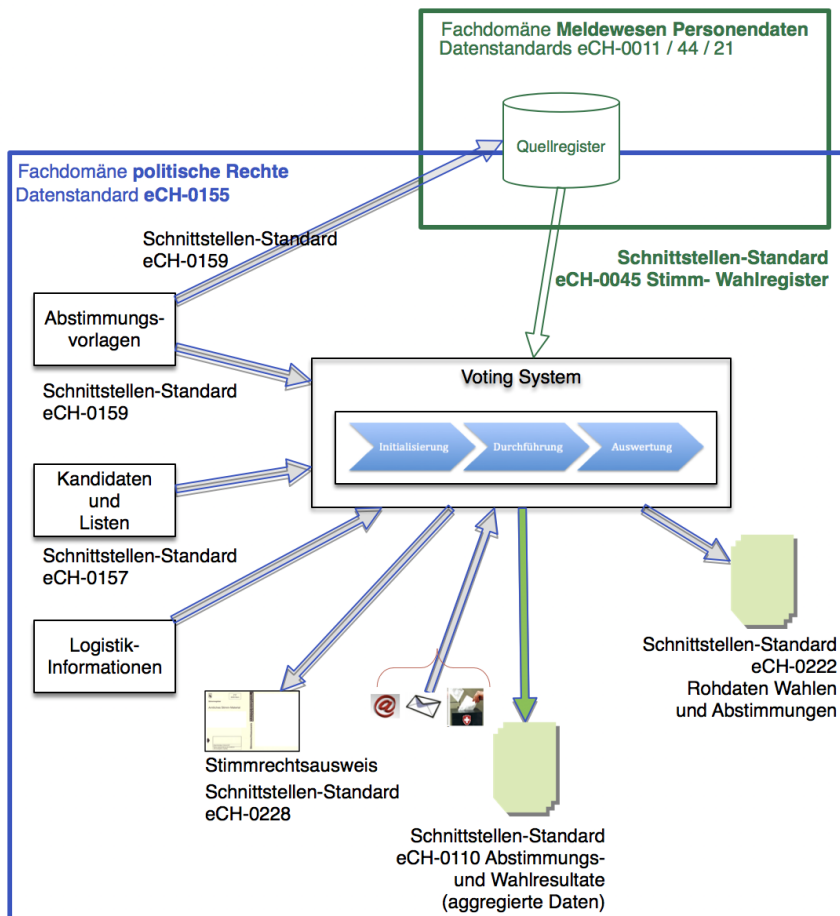 Fachdomäne Meldewesen Personendaten
Datenstandards eCH-0011 / 44 / 21
Quellregister
Fachdomäne politische Rechte
Datenstandard eCH-0155
Schnittstellen-Standard
eCH-0159
Schnittstellen-Standard
eCH-0045 Stimm- Wahlregister
Abstimmungs-
vorlagen
Schnittstellen-Standard
eCH-0159
Voting System
Initialisierung
Durchführung
Auswertung
Kandidaten
und
Listen
Schnittstellen-Standard
eCH-0157
Logistik-
Informationen
Stimmrechtsausweis
Schnittstellen-Standard
eCH-0228
@
Schnittstellen-Standard
eCH-0110 Abstimmungs-
und Wahlresultate
(aggregierte Daten)
Schnittstellen-Standard
eCH-0222
Rohdaten Wahlen
und Abstimmungen